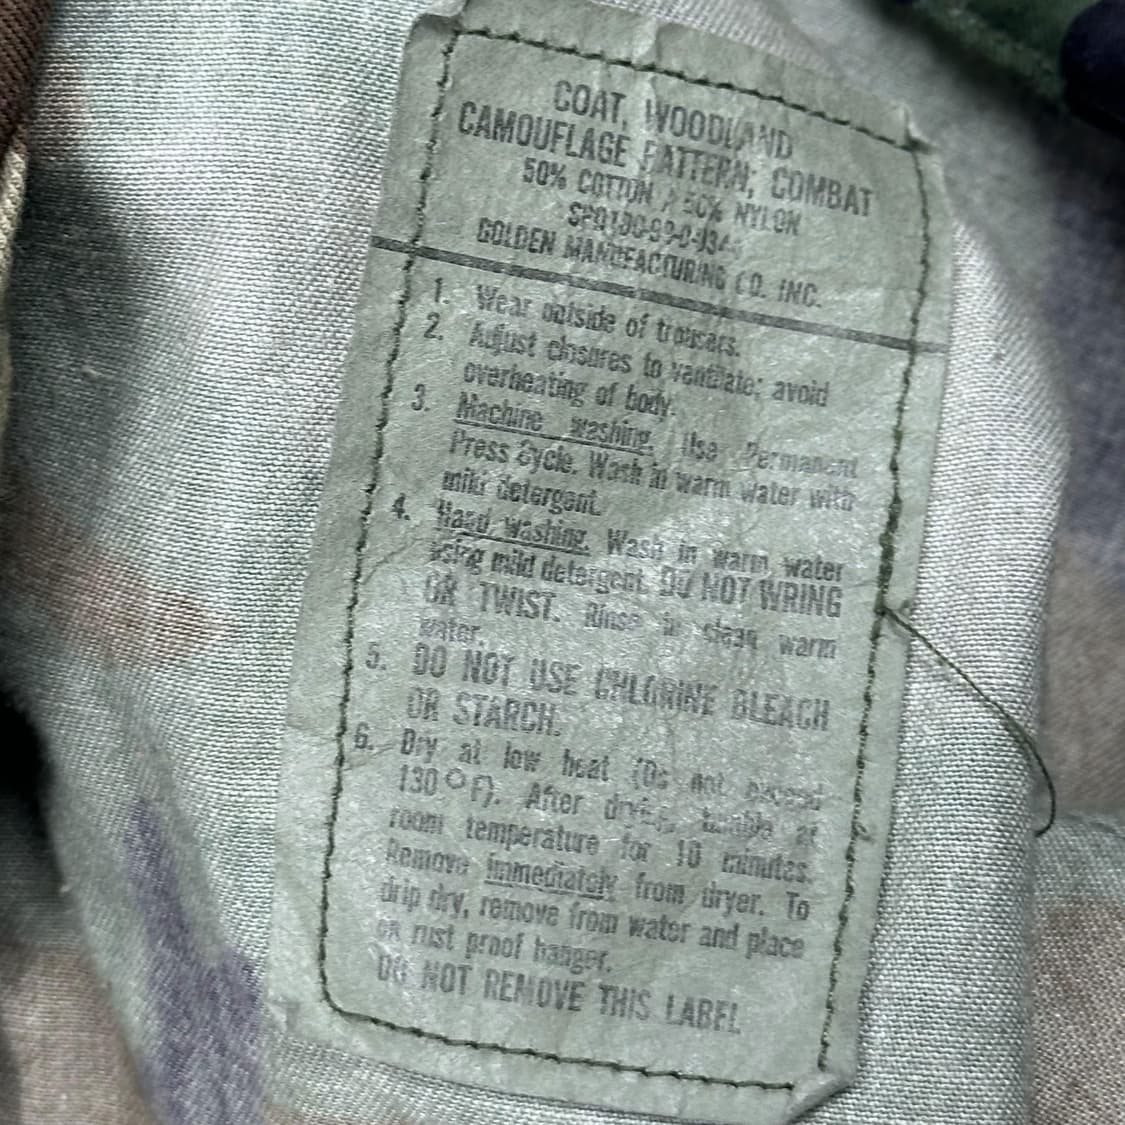 COAT, WOODLAND
CAMOUFLAGE PATTERN; COMBAT
50% COTTON 50% NYLON
GOLDEN MANUFACTURING CO. INC.
1. Wear outside of trousers.
2. Adjust closures to ventilate; avoid
overheating of body.
3. Machine washing. Use Permanent
Press Cycle. Wash in warm water with
mild detergent.
4. Hand washing. Wash in warm water
using mild detergent. DO NOT WRING
OR TWIST. Rinse in clean warm
water.
5. DO NOT USE CHLORINE BLEACH
OR STARCH.
6. Dry at low heat (Do not exceed
130°F). After drying, tumble at
room temperature for 10 minutes.
Remove immediately from dryer. To
drip dry, remove from water and place
on rust proof hanger.
DO NOT REMOVE THIS LABEL